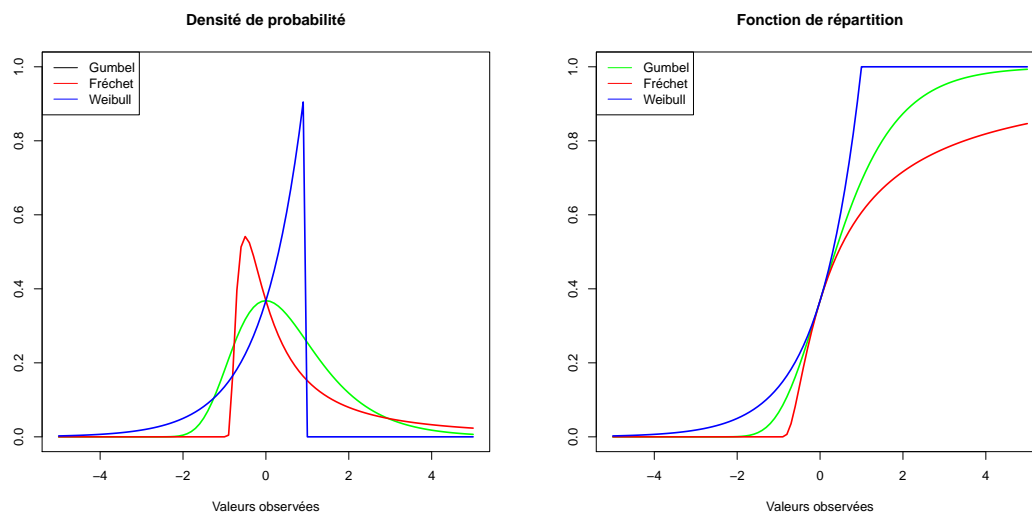 Densité de probabilité
Gumbel
Fréchet
Weibull
1.0
0.8
0.6
0.4
0.2
0.0
−4
−2
0
2
4
Valeurs observées
Fonction de répartition
Gumbel
Fréchet
Weibull
1.0
0.8
0.6
0.4
0.2
0.0
−4
−2
0
2
4
Valeurs observées